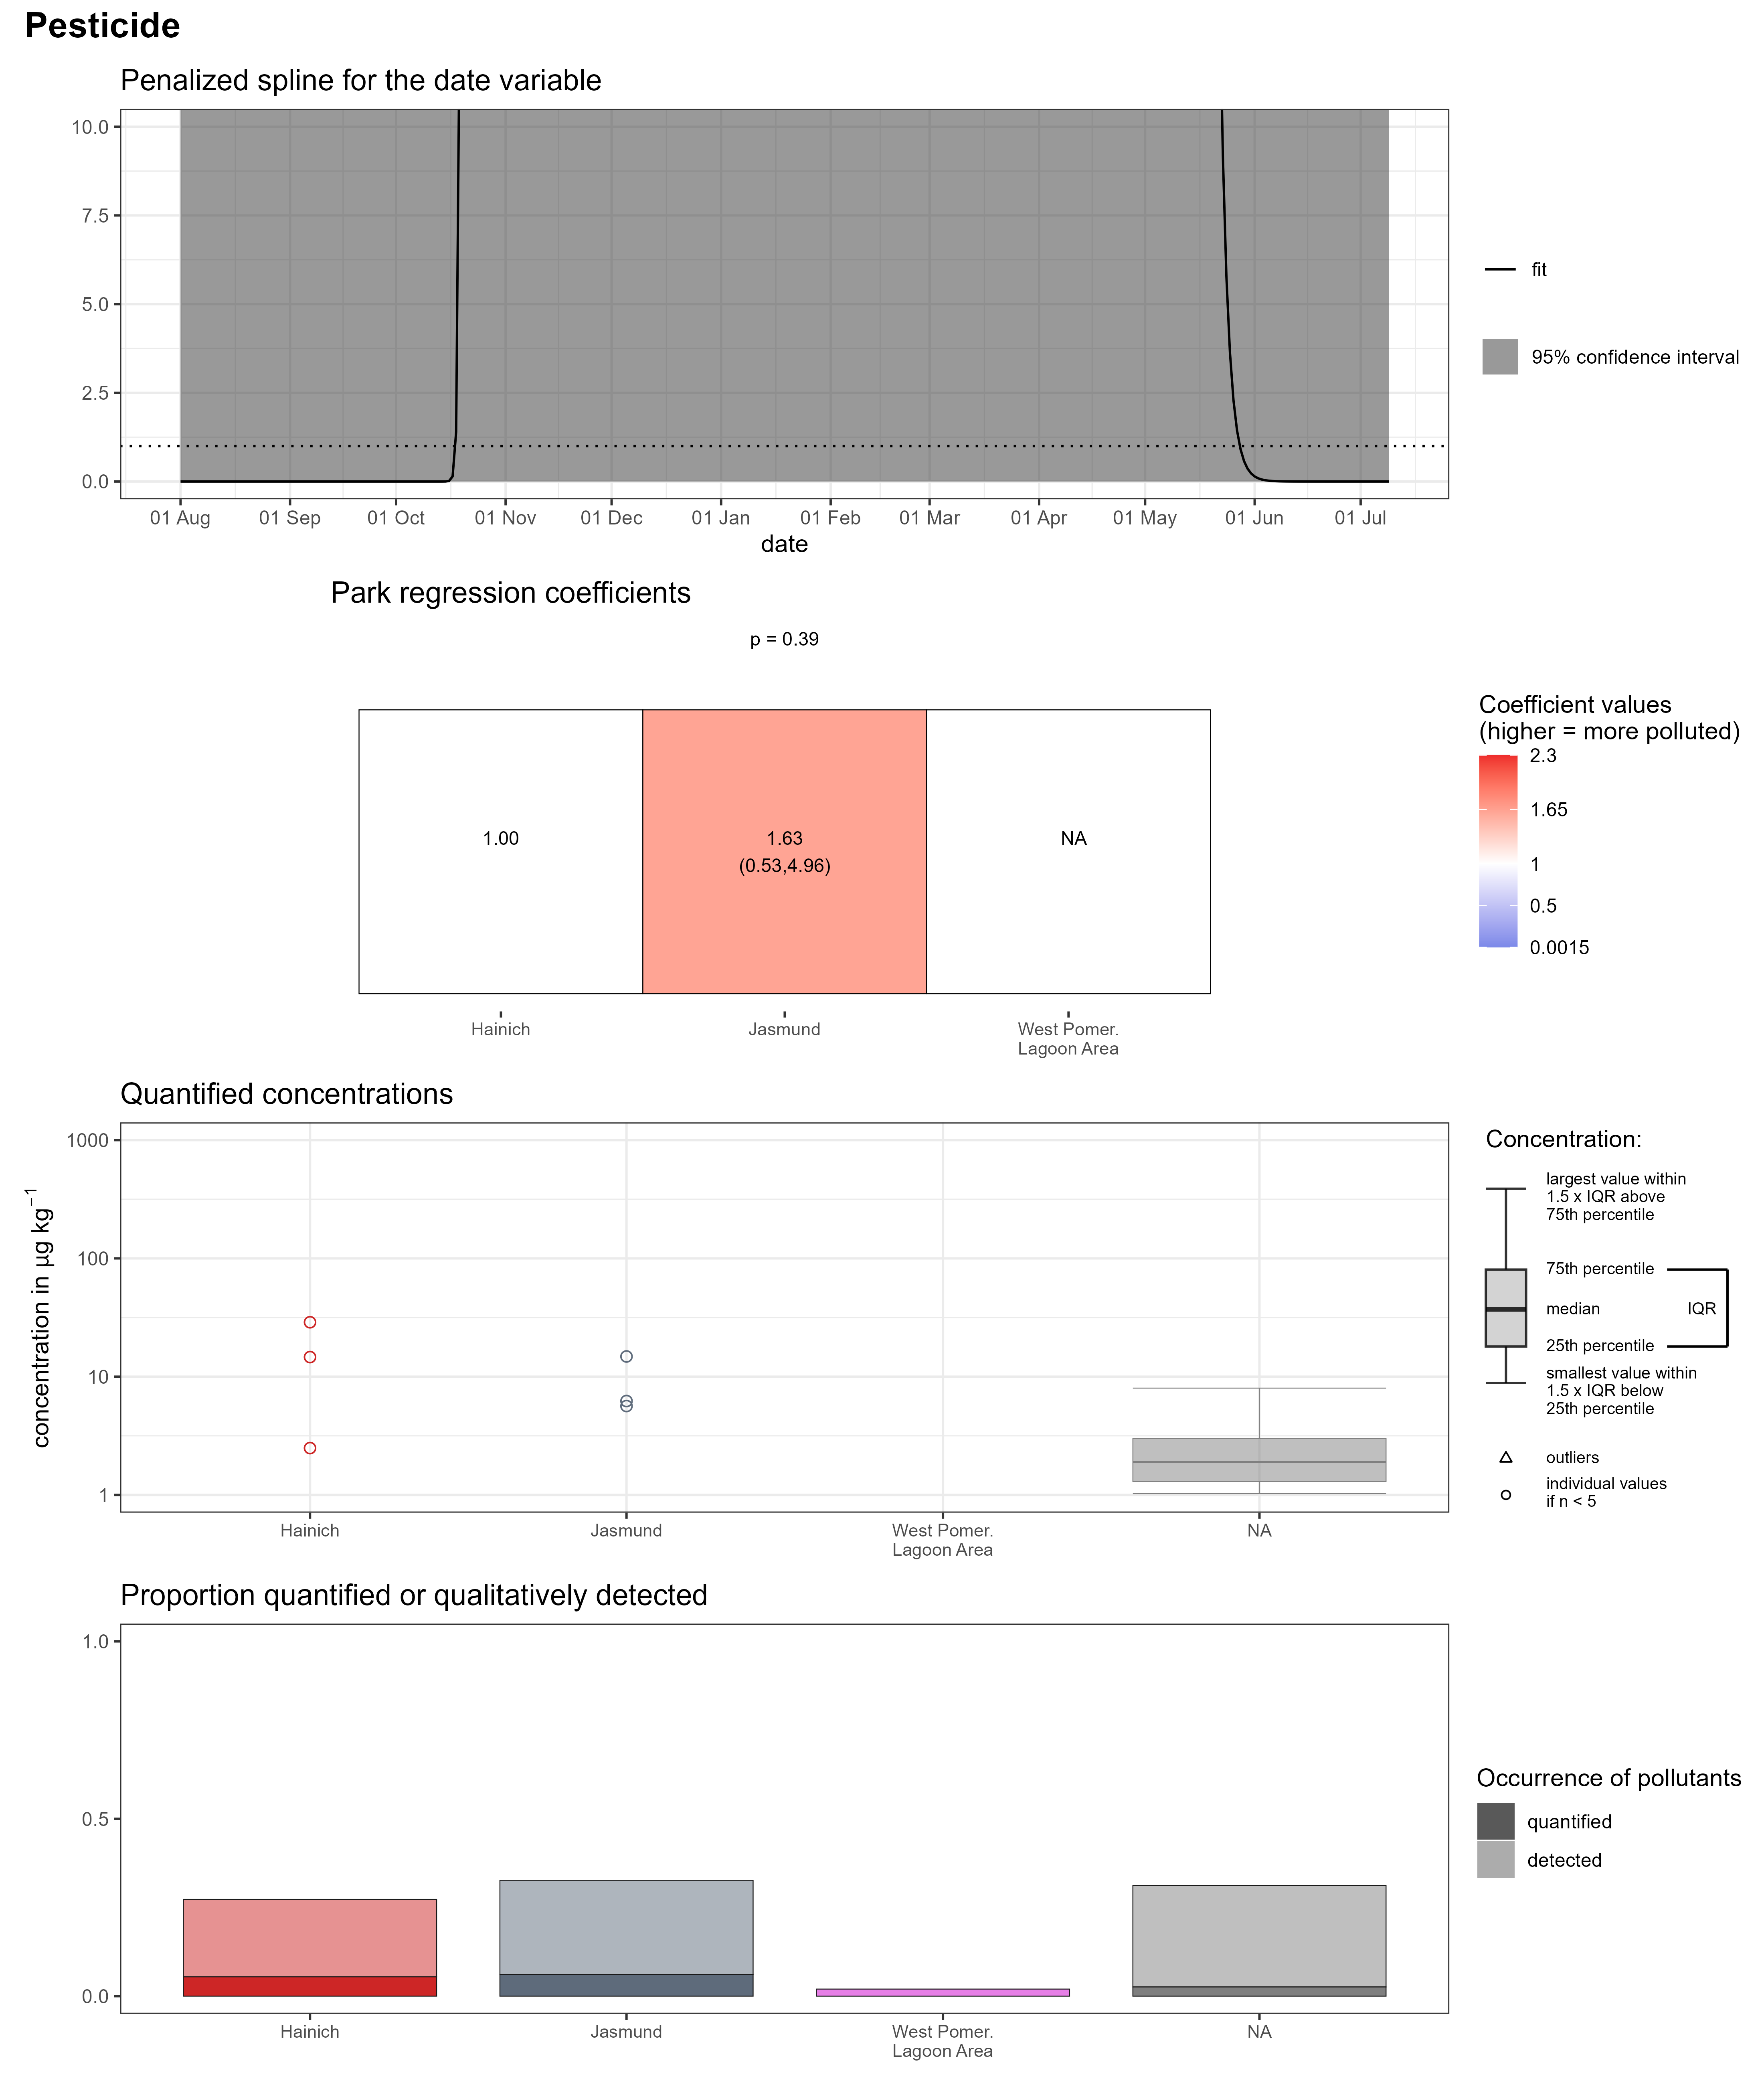 Pesticide
Penalized spline for the date variable
10.0
7.5
5.0
2.5
0.0
01 Aug
01 Sep
01 Oct
01 Nov
01 Dec
01 Jan
01 Feb
01 Mar
01 Apr
01 May
01 Jun
01 Jul
date
fit
95% confidence interval
Park regression coefficients
p = 0.39
1.00
1.63
(0.53,4.96)
NA
Hainich
Jasmund
West Pomer.
Lagoon Area
Coefficient values
(higher = more polluted)
2.3
1.65
1
0.5
0.0015
Quantified concentrations
concentration in µg kg⁻¹
1000
100
10
1
Hainich
Jasmund
West Pomer.
Lagoon Area
NA
Concentration:
largest value within
1.5 x IQR above
75th percentile
75th percentile
median
IQR
25th percentile
smallest value within
1.5 x IQR below
25th percentile
outliers
individual values
if n < 5
Proportion quantified or qualitatively detected
1.0
0.5
0.0
Hainich
Jasmund
West Pomer.
Lagoon Area
NA
Occurrence of pollutants
quantified
detected